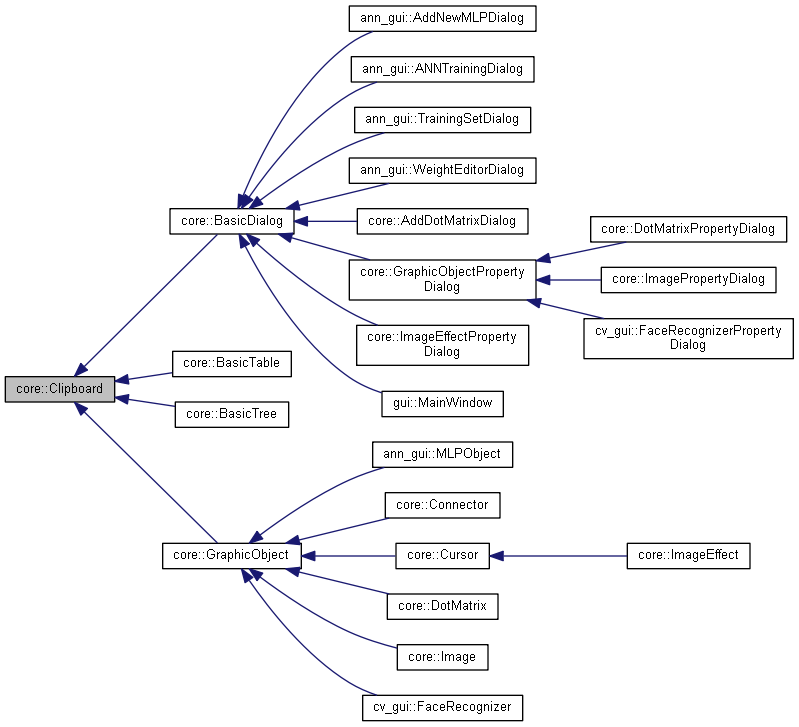 ann_gui::AddNewMLPDialog
ann_gui::ANNTrainingDialog
ann_gui::TrainingSetDialog
ann_gui::WeightEditorDialog
core::BasicDialog
core::AddDotMatrixDialog
core::DotMatrixPropertyDialog
core::GraphicObjectProperty
Dialog
core::ImagePropertyDialog
cv_gui::FaceRecognizerProperty
Dialog
core::ImageEffectProperty
Dialog
core::BasicTable
core::Clipboard
gui::MainWindow
core::BasicTree
ann_gui::MLPObject
core::Connector
core::GraphicObject
core::Cursor
core::ImageEffect
core::DotMatrix
core::Image
cv_gui::FaceRecognizer